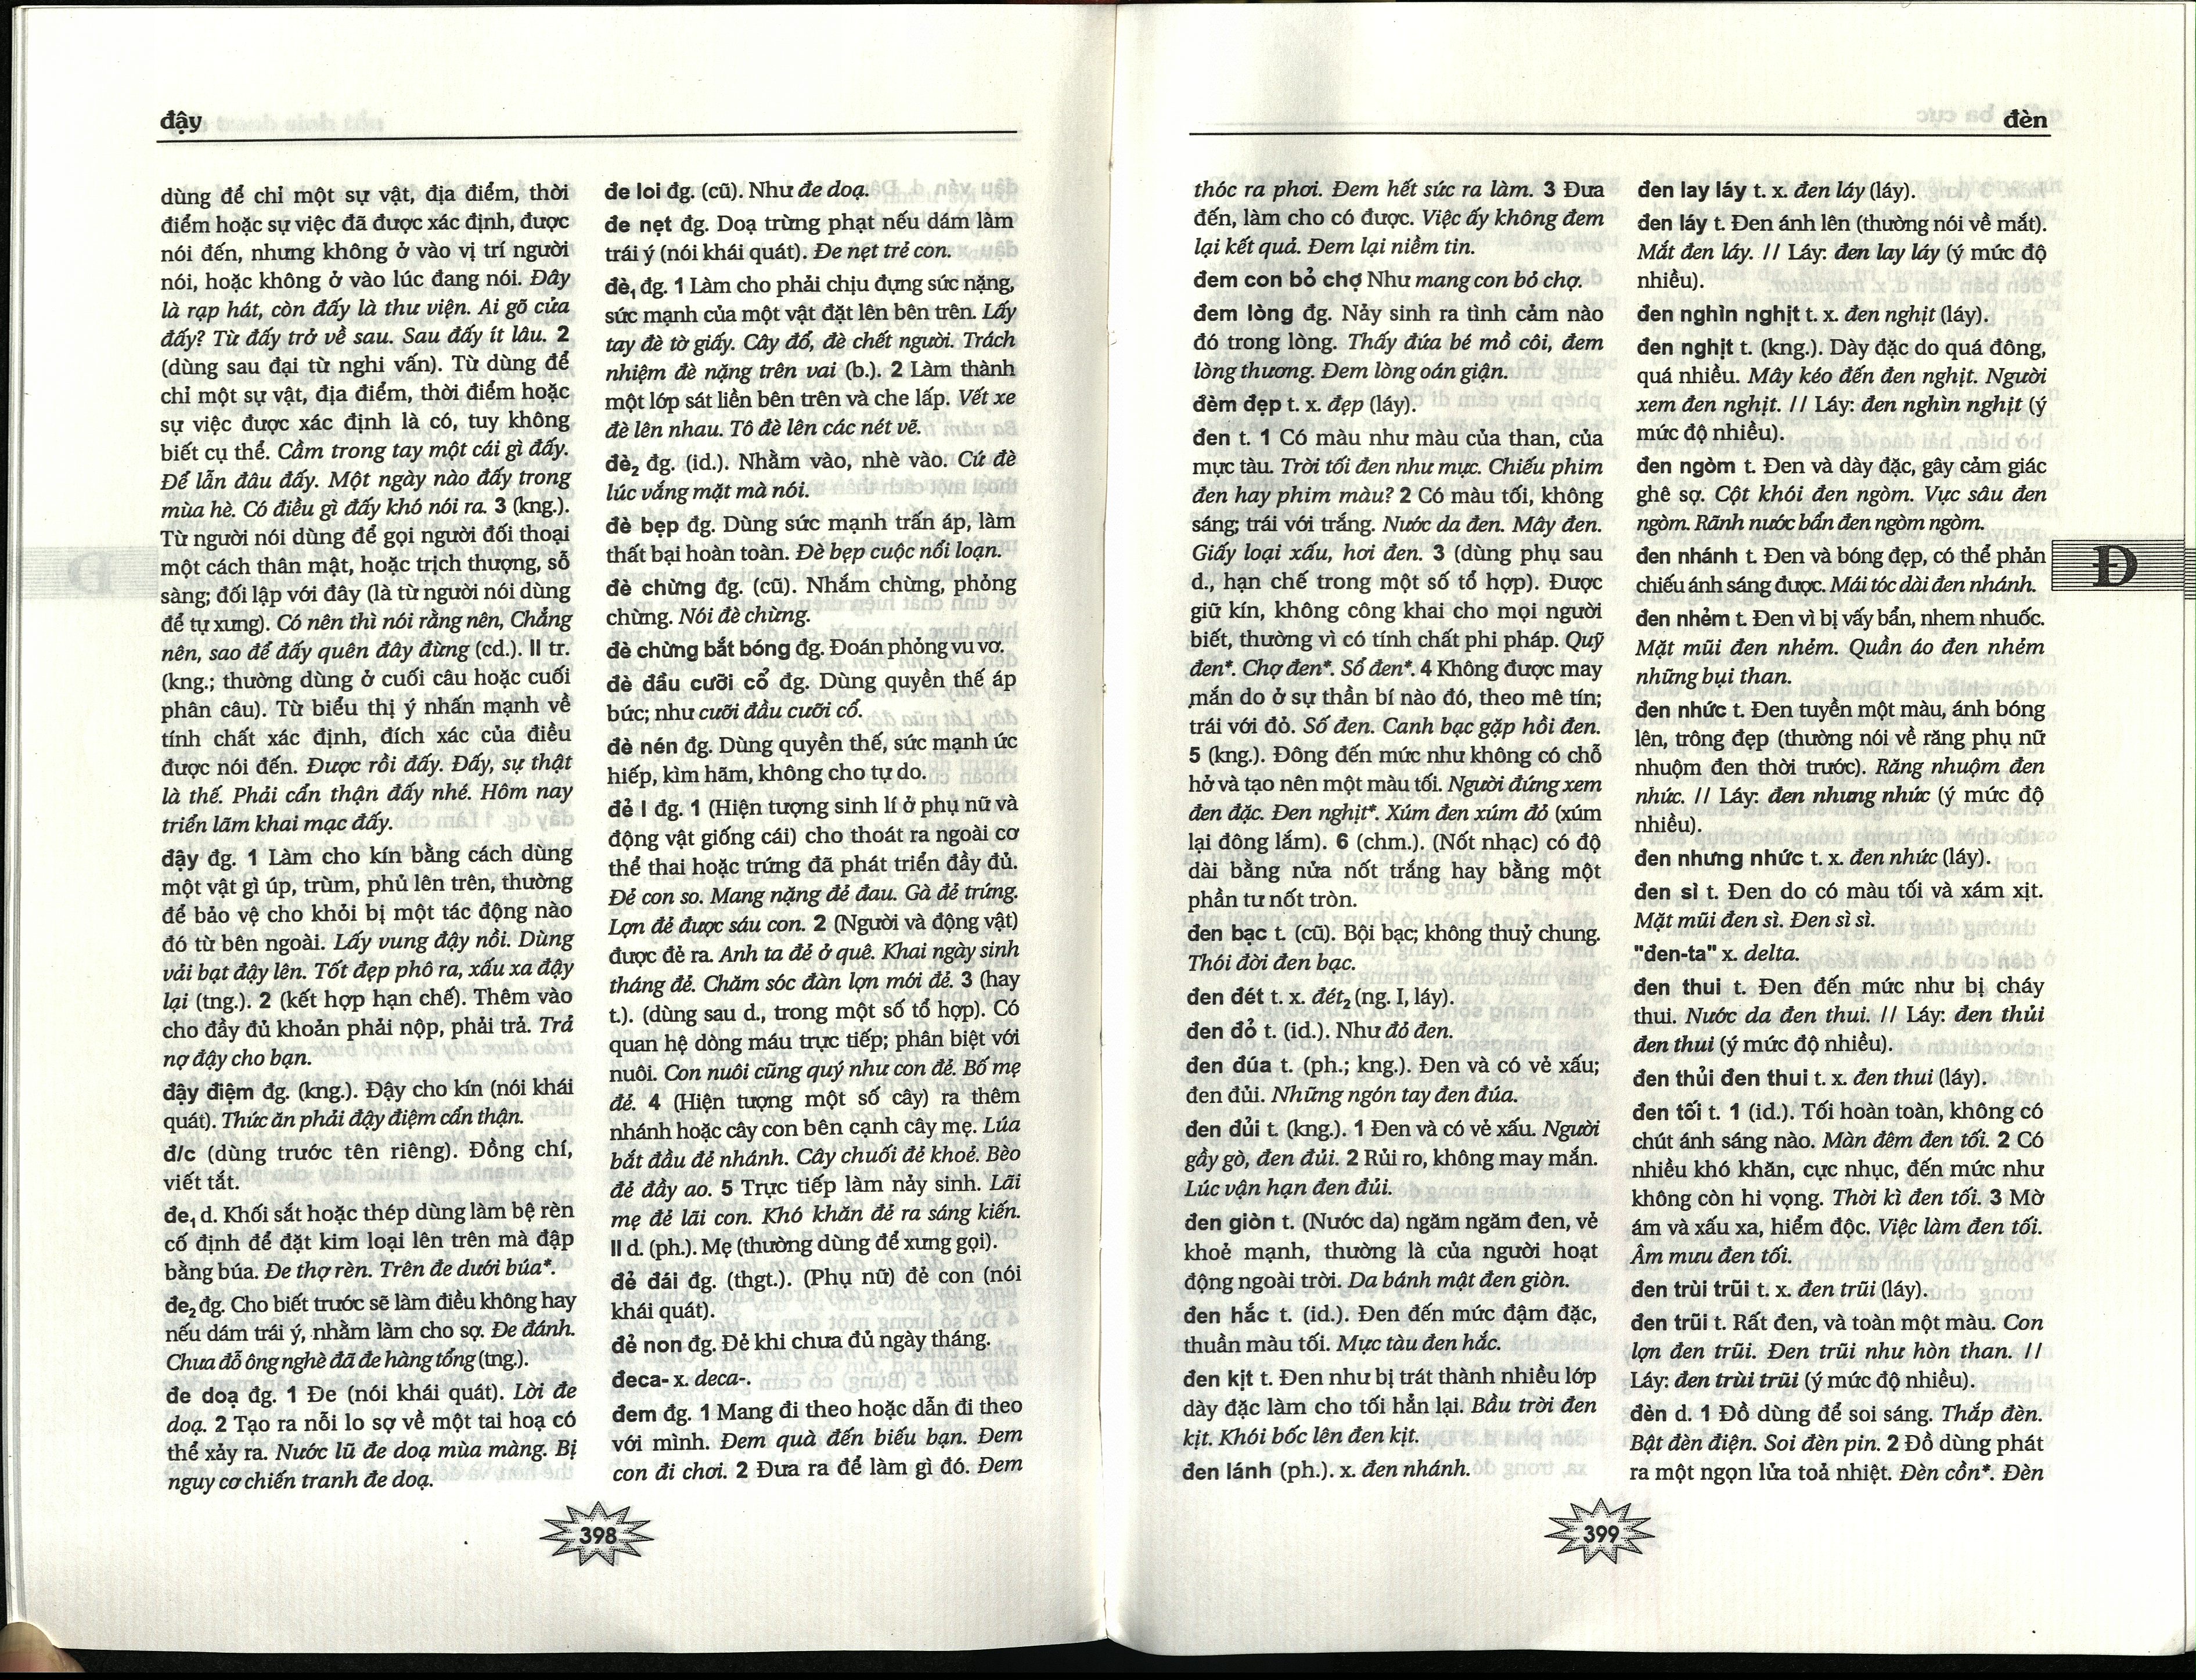 đậy
dùng để chỉ một sự vật, địa điểm, thời
điểm hoặc sự việc đã được xác định, được
nói đến, nhưng không ở vào vị trí người
nói, hoặc không ở vào lúc đang nói. Đây
là rạp hát, còn đấy là thư viện. Ai gõ cửa
đấy? Từ đấy trở về sau. Sau đấy ít lâu. 2
(dùng sau đại từ nghi vấn). Từ dùng để
chỉ một sự vật, địa điểm, thời điểm hoặc
sự việc được xác định là có, tuy không
biết cụ thể. Cầm trong tay một cái gì đấy.
Để lẫn đâu đấy. Một ngày nào đấy trong
mùa hè. Có điều gì đấy khó nói ra. 3 (kng.).
Từ người nói dùng để gọi người đối thoại
một cách thân mật, hoặc trịch thượng, sỗ
sàng; đối lập với đây (là từ người nói dùng
để tự xưng). Có nên thì nói rằng nên, Chẳng
nên, sao để đấy quên đây đừng (cd.). II tr.
(kng.; thường dùng ở cuối câu hoặc cuối
phân câu). Từ biểu thị ý nhấn mạnh về
tính chất xác định, đích xác của điều
được nói đến. Được rồi đấy. Đấy, sự thật
là thế. Phải cẩn thận đấy nhé. Hôm nay
triển lãm khai mạc đấy.
đậy đg. 1 Làm cho kín bằng cách dùng
một vật gì úp, trùm, phủ lên trên, thường
để bảo vệ cho khỏi bị một tác động nào
đó từ bên ngoài. Lấy vung đậy nồi. Dùng
vải bạt đậy lên. Tốt đẹp phô ra, xấu xa đậy
lại (tng.). 2 (kết hợp hạn chế). Thêm vào
cho đầy đủ khoản phải nộp, phải trả. Trả
nợ đậy cho bạn.
đậy điệm đg. (kng.). Đậy cho kín (nói khái
quát). Thức ăn phải đậy điệm cẩn thận.
đ/c (dùng trước tên riêng). Đồng chí,
viết tắt.
đe₁ d. Khối sắt hoặc thép dùng làm bệ rèn
cố định để đặt kim loại lên trên mà đập
bằng búa. Đe thợ rèn. Trên đe dưới búa*.
đe₂ đg. Cho biết trước sẽ làm điều không hay
nếu dám trái ý, nhằm làm cho sợ. Đe đánh.
Chưa đỗ ông nghè đã đe hàng tổng (tng.).
đe doạ đg. 1 Đe (nói khái quát). Lời đe
doạ. 2 Tạo ra nỗi lo sợ về một tai hoạ có
thể xảy ra. Nước lũ đe doạ mùa màng. Bị
nguy cơ chiến tranh đe doạ.
đe loi đg. (cũ). Như đe doạ.
đe nẹt đg. Doạ trừng phạt nếu dám làm
trái ý (nói khái quát). Đe nẹt trẻ con.
đè₁ đg. 1 Làm cho phải chịu đựng sức nặng,
sức mạnh của một vật đặt lên bên trên. Lấy
tay đè tờ giấy. Cây đổ, đè chết người. Trách
nhiệm đè nặng trên vai (b.). 2 Làm thành
một lớp sát liền bên trên và che lấp. Vết xe
đè lên nhau. Tô đè lên các nét vẽ.
đè₂ đg. (id.). Nhằm vào, nhè vào. Cứ đè
lúc vắng mặt mà nói.
đè bẹp đg. Dùng sức mạnh trấn áp, làm
thất bại hoàn toàn. Đè bẹp cuộc nổi loạn.
đè chừng đg. (cũ). Nhắm chừng, phỏng
chừng. Nói đè chừng.
đè chừng bắt bóng đg. Đoán phỏng vu vơ.
đè đầu cưỡi cổ đg. Dùng quyền thế áp
bức; như cưỡi đầu cưỡi cổ.
đè nén đg. Dùng quyền thế, sức mạnh ức
hiếp, kìm hãm, không cho tự do.
đẻ I đg. 1 (Hiện tượng sinh lí ở phụ nữ và
động vật giống cái) cho thoát ra ngoài cơ
thể thai hoặc trứng đã phát triển đầy đủ.
Đẻ con so. Mang nặng đẻ đau. Gà đẻ trứng.
Lợn đẻ được sáu con. 2 (Người và động vật)
được đẻ ra. Anh ta đẻ ở quê. Khai ngày sinh
tháng đẻ. Chăm sóc đàn lợn mới đẻ. 3 (hay
t.). (dùng sau d., trong một số tổ hợp). Có
quan hệ dòng máu trực tiếp; phân biệt với
nuôi. Con nuôi cũng quý như con đẻ. Bố mẹ
đẻ. 4 (Hiện tượng một số cây) ra thêm
nhánh hoặc cây con bên cạnh cây mẹ. Lúa
bắt đầu đẻ nhánh. Cây chuối đẻ khoẻ. Bèo
đẻ đầy ao. 5 Trực tiếp làm nảy sinh. Lãi
mẹ đẻ lãi con. Khó khăn đẻ ra sáng kiến.
II d. (ph.). Mẹ (thường dùng để xưng gọi).
đẻ đái đg. (thgt.). (Phụ nữ) đẻ con (nói
khái quát).
đẻ non đg. Đẻ khi chưa đủ ngày tháng.
đeca- x. deca-.
đem đg. 1 Mang đi theo hoặc dẫn đi theo
với mình. Đem quà đến biếu bạn. Đem
con đi chơi. 2 Đưa ra để làm gì đó. Đem
398
đèn
thóc ra phơi. Đem hết sức ra làm. 3 Đưa
đến, làm cho có được. Việc ấy không đem
lại kết quả. Đem lại niềm tin.
đem con bỏ chợ Như mang con bỏ chợ.
đem lòng đg. Nảy sinh ra tình cảm nào
đó trong lòng. Thấy đứa bé mồ côi, đem
lòng thương. Đem lòng oán giận.
đèm đẹp t. x. đẹp (láy).
đen t. 1 Có màu như màu của than, của
mực tàu. Trời tối đen như mực. Chiếu phim
đen hay phim màu? 2 Có màu tối, không
sáng; trái với trắng. Nước da đen. Mây đen.
Giấy loại xấu, hơi đen. 3 (dùng phụ sau
d., hạn chế trong một số tổ hợp). Được
giữ kín, không công khai cho mọi người
biết, thường vì có tính chất phi pháp. Quỹ
đen*. Chợ đen*. Sổ đen*. 4 Không được may
mắn do ở sự thần bí nào đó, theo mê tín;
trái với đỏ. Số đen. Canh bạc gặp hồi đen.
5 (kng.). Đông đến mức như không có chỗ
hở và tạo nên một màu tối. Người đứng xem
đen đặc. Đen nghịt*. Xúm đen xúm đỏ (xúm
lại đông lắm). 6 (chm.). (Nốt nhạc) có độ
dài bằng nửa nốt trắng hay bằng một
phần tư nốt tròn.
đen bạc t. (cũ). Bội bạc; không thuỷ chung.
Thói đời đen bạc.
đen đét t. x. đét₂ (ng. I, láy).
đen đỏ t. (id.). Như đỏ đen.
đen đúa t. (ph.; kng.). Đen và có vẻ xấu;
đen đủi. Những ngón tay đen đúa.
đen đủi t. (kng.). 1 Đen và có vẻ xấu. Người
gầy gò, đen đủi. 2 Rủi ro, không may mắn.
Lúc vận hạn đen đủi.
đen giòn t. (Nước da) ngăm ngăm đen, vẻ
khoẻ mạnh, thường là của người hoạt
động ngoài trời. Da bánh mật đen giòn.
đen hắc t. (id.). Đen đến mức đậm đặc,
thuần màu tối. Mực tàu đen hắc.
đen kịt t. Đen như bị trát thành nhiều lớp
dày đặc làm cho tối hẳn lại. Bầu trời đen
kịt. Khói bốc lên đen kịt.
đen lánh (ph.). x. đen nhánh.
đen lay láy t. x. đen láy (láy).
đen láy t. Đen ánh lên (thường nói về mắt).
Mắt đen láy. // Láy: đen lay láy (ý mức độ
nhiều).
đen nghìn nghịt t. x. đen nghịt (láy).
đen nghịt t. (kng.). Dày đặc do quá đông,
quá nhiều. Mây kéo đến đen nghịt. Người
xem đen nghịt. // Láy: đen nghìn nghịt (ý
mức độ nhiều).
đen ngòm t. Đen và dày đặc, gây cảm giác
ghê sợ. Cột khói đen ngòm. Vực sâu đen
ngòm. Rãnh nước bẩn đen ngòm ngòm.
đen nhánh t. Đen và bóng đẹp, có thể phản
chiếu ánh sáng được. Mái tóc dài đen nhánh.
đen nhẻm t. Đen vì bị vấy bẩn, nhem nhuốc.
Mặt mũi đen nhẻm. Quần áo đen nhẻm
những bụi than.
đen nhức t. Đen tuyền một màu, ánh bóng
lên, trông đẹp (thường nói về răng phụ nữ
nhuộm đen thời trước). Răng nhuộm đen
nhức. // Láy: đen nhưng nhức (ý mức độ
nhiều).
đen nhưng nhức t. x. đen nhức (láy).
đen sì t. Đen do có màu tối và xám xịt.
Mặt mũi đen sì. Đen sì sì.
"đen-ta" x. delta.
đen thui t. Đen đến mức như bị cháy
thui. Nước da đen thui. // Láy: đen thủi
đen thui (ý mức độ nhiều).
đen thủi đen thui t. x. đen thui (láy).
đen tối t. 1 (id.). Tối hoàn toàn, không có
chút ánh sáng nào. Màn đêm đen tối. 2 Có
nhiều khó khăn, cực nhục, đến mức như
không còn hi vọng. Thời kì đen tối. 3 Mờ
ám và xấu xa, hiểm độc. Việc làm đen tối.
Âm mưu đen tối.
đen trùi trũi t. x. đen trũi (láy).
đen trũi t. Rất đen, và toàn một màu. Con
lợn đen trũi. Đen trũi như hòn than. //
Láy: đen trùi trũi (ý mức độ nhiều).
đèn d. 1 Đồ dùng để soi sáng. Thắp đèn.
Bật đèn điện. Soi đèn pin. 2 Đồ dùng phát
ra một ngọn lửa toả nhiệt. Đèn cồn*. Đèn
Đ
399